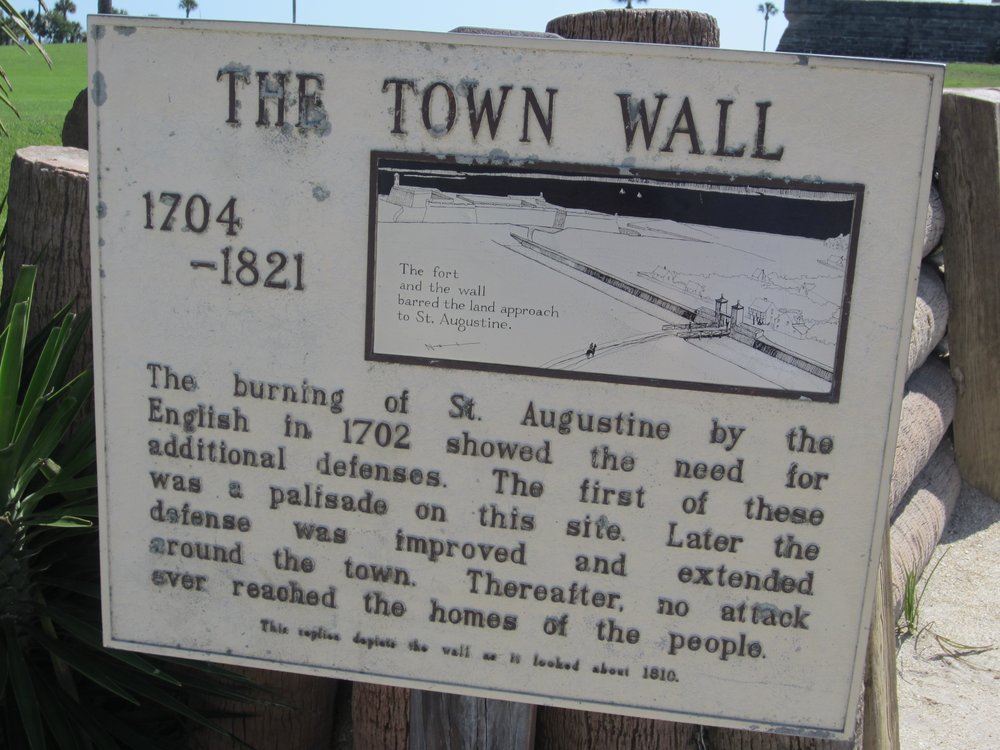 THE TOWN WALL
1704
-1821
The fort
and the wall
barred the land approach
to St. Augustine.
The burning of St. Augustine by the
English in 1702 showed the need for
additional defenses. The first of these
was a palisade on this site. Later the
defense was improved and extended
around the town. Thereafter, no attack
ever reached the homes of the people.
This replica depicts the wall as it looked about 1810.